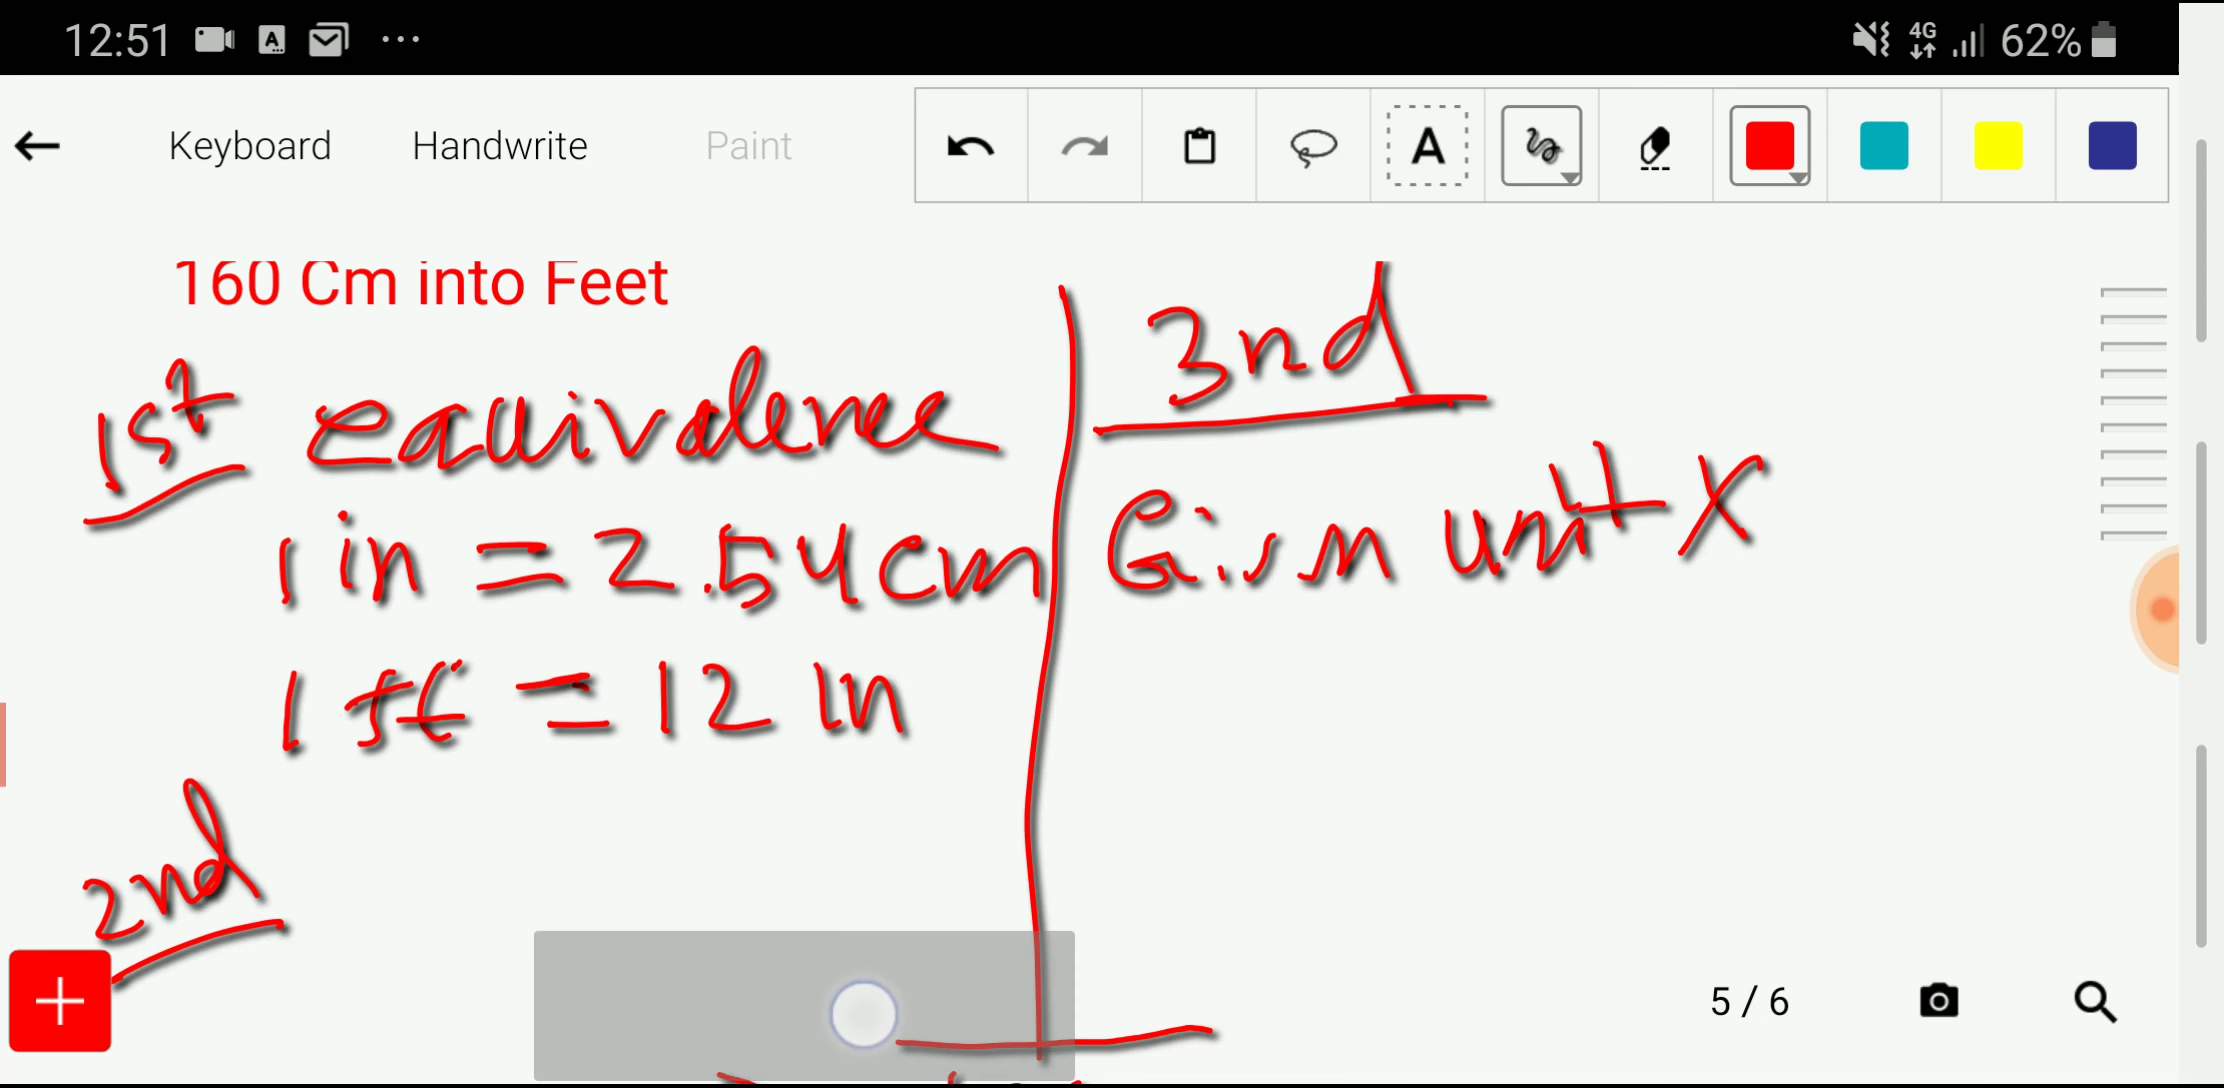 12:51 A ... 4G 62%
Keyboard Handwrite Paint A
160 Cm into Feet
1st equivalence
1 in = 2.54 cm
1 ft = 12 in
2nd
3nd
Given unit X
5 / 6